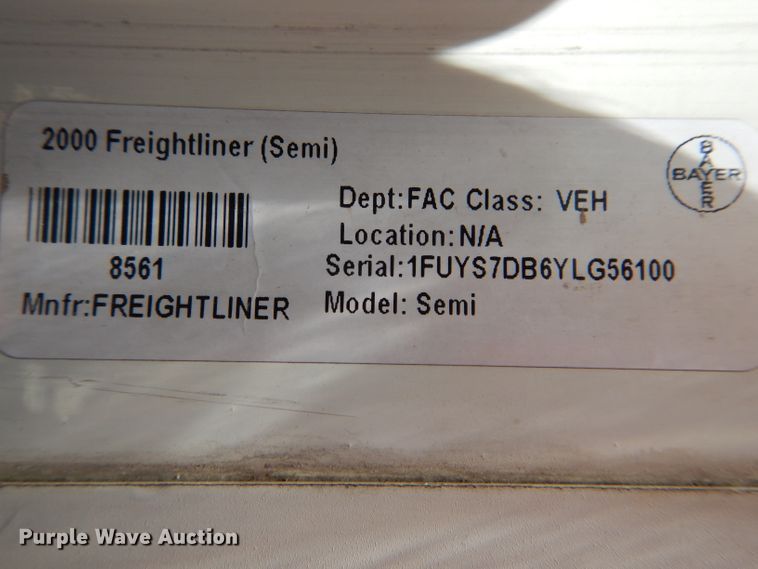 2000 Freightliner (Semi)
BAYER
BAYER
8561
Dept:FAC Class: VEH
Location:N/A
Serial:1FUYS7DB6YLG56100
Mnfr:FREIGHTLINER
Model: Semi
Purple Wave Auction